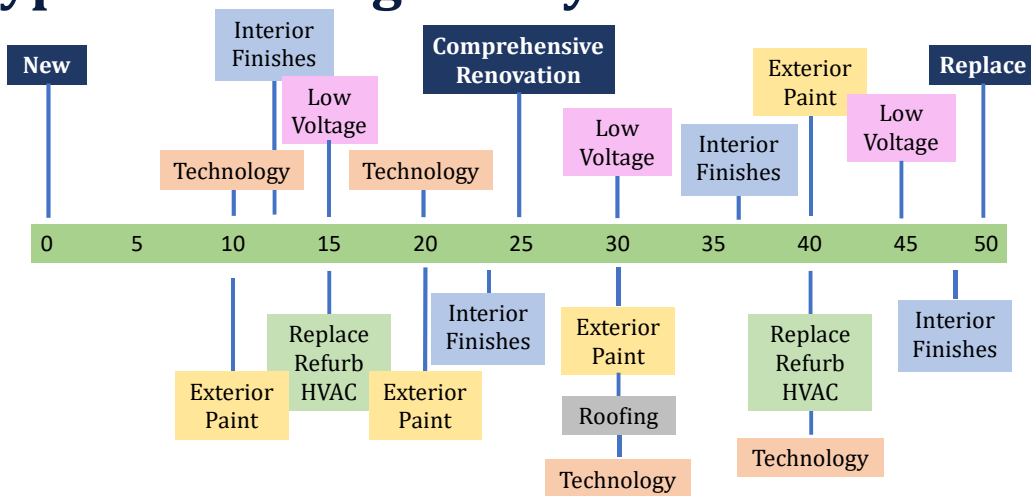 Interior
Finishes
New
Comprehensive
Renovation
Replace
Exterior
Paint
Low
Voltage
Low
Voltage
Low
Voltage
Interior
Finishes
Technology
Technology
0 5 10 15 20 25 30 35 40 45 50
Interior
Finishes
Exterior
Paint
Replace
Refurb
HVAC
Replace
Refurb
HVAC
Interior
Finishes
Exterior
Paint
Exterior
Paint
Roofing
Technology
Technology